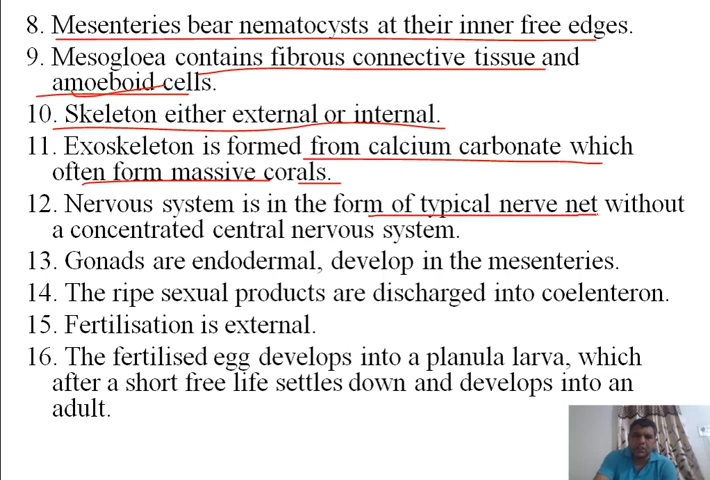 8. Mesenteries bear nematocysts at their inner free edges.
9. Mesogloea contains fibrous connective tissue and
amoeboid cells.
10. Skeleton either external or internal.
11. Exoskeleton is formed from calcium carbonate which
often form massive corals.
12. Nervous system is in the form of typical nerve net without
a concentrated central nervous system.
13. Gonads are endodermal, develop in the mesenteries.
14. The ripe sexual products are discharged into coelenteron.
15. Fertilisation is external.
16. The fertilised egg develops into a planula larva, which
after a short free life settles down and develops into an
adult.